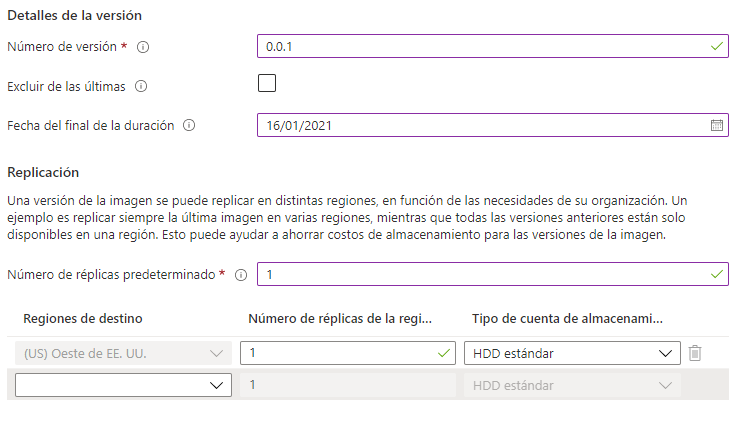 Detalles de la versión
Número de versión *
0.0.1
Excluir de las últimas
Fecha del final de la duración
16/01/2021
Replicación
Una versión de la imagen se puede replicar en distintas regiones, en función de las necesidades de su organización. Un
ejemplo es replicar siempre la última imagen en varias regiones, mientras que todas las versiones anteriores están solo
disponibles en una región. Esto puede ayudar a ahorrar costos de almacenamiento para las versiones de la imagen.
Número de réplicas predeterminado *
1
Regiones de destino Número de réplicas de la regi... Tipo de cuenta de almacenami...
(US) Oeste de EE. UU. 1 HDD estándar
1 HDD estándar